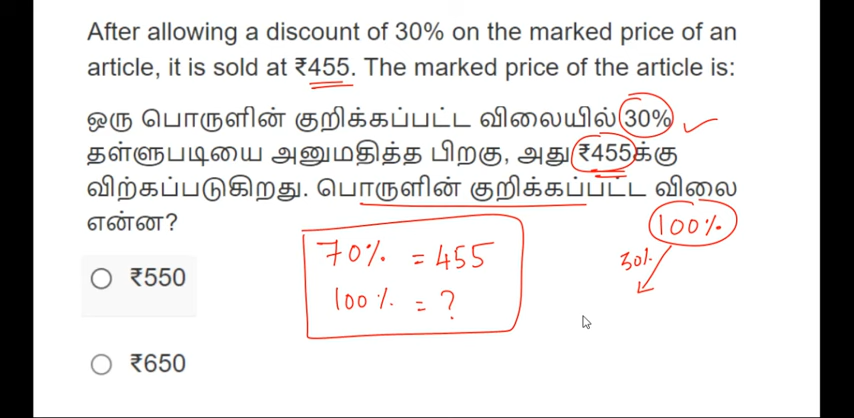 After allowing a discount of 30% on the marked price of an
article, it is sold at ₹455. The marked price of the article is:
ஒரு பொருளின் குறிக்கப்பட்ட விலையில் 30%
தள்ளுபடியை அனுமதித்த பிறகு, அது ₹455க்கு
விற்கப்படுகிறது. பொருளின் குறிக்கப்பட்ட விலை
என்ன?
100%
30%
70% = 455
100% = ?
₹550
₹650